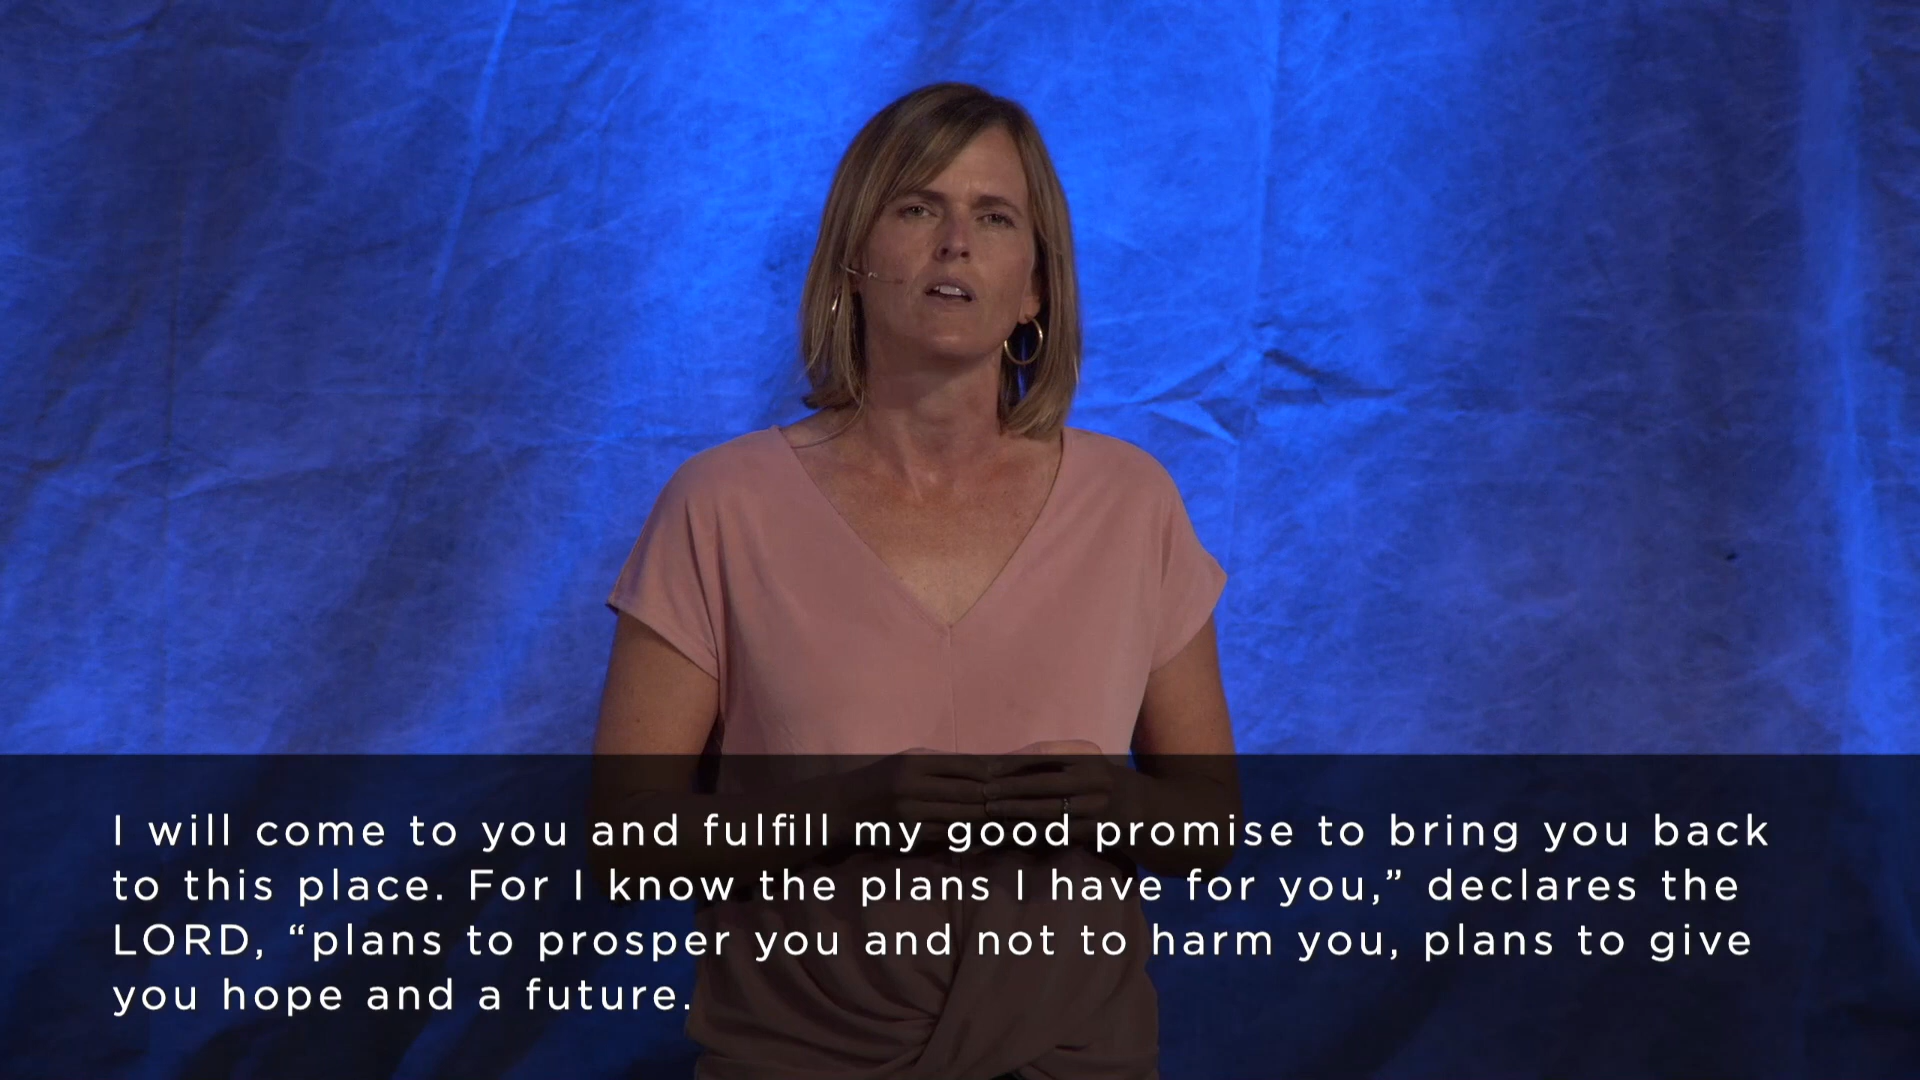 I will come to you and fulfill my good promise to bring you back
to this place. For I know the plans I have for you,” declares the
LORD, “plans to prosper you and not to harm you, plans to give
you hope and a future.